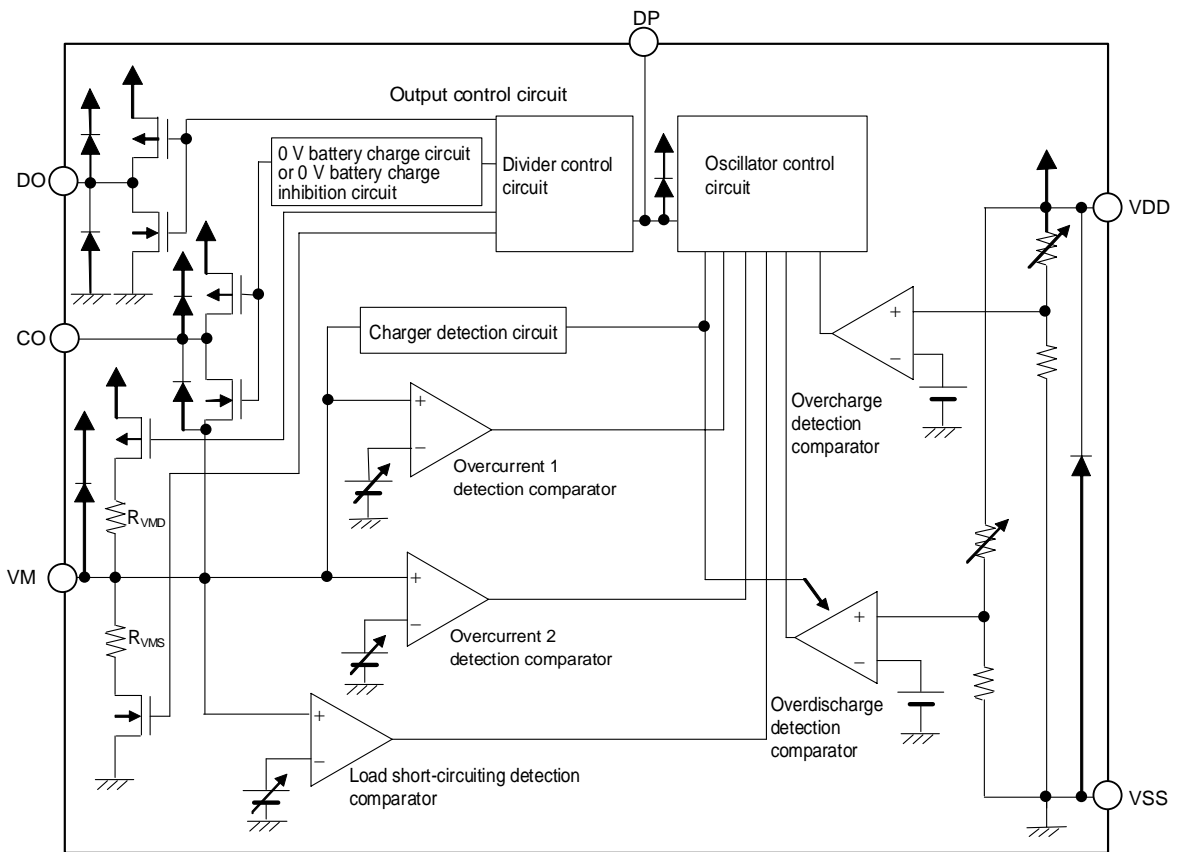 DP
Output control circuit
0 V battery charge circuit
or 0 V battery charge
inhibition circuit
Divider control
circuit
Oscillator control
circuit
DO
VDD
CO
Charger detection circuit
+
−
+
−
Overcharge
detection
comparator
Overcurrent 1
detection comparator
RVMD
VM
+
−
Overcurrent 2
detection comparator
RVMS
+
−
Overdischarge
detection
comparator
+
−
Load short-circuiting detection
comparator
VSS